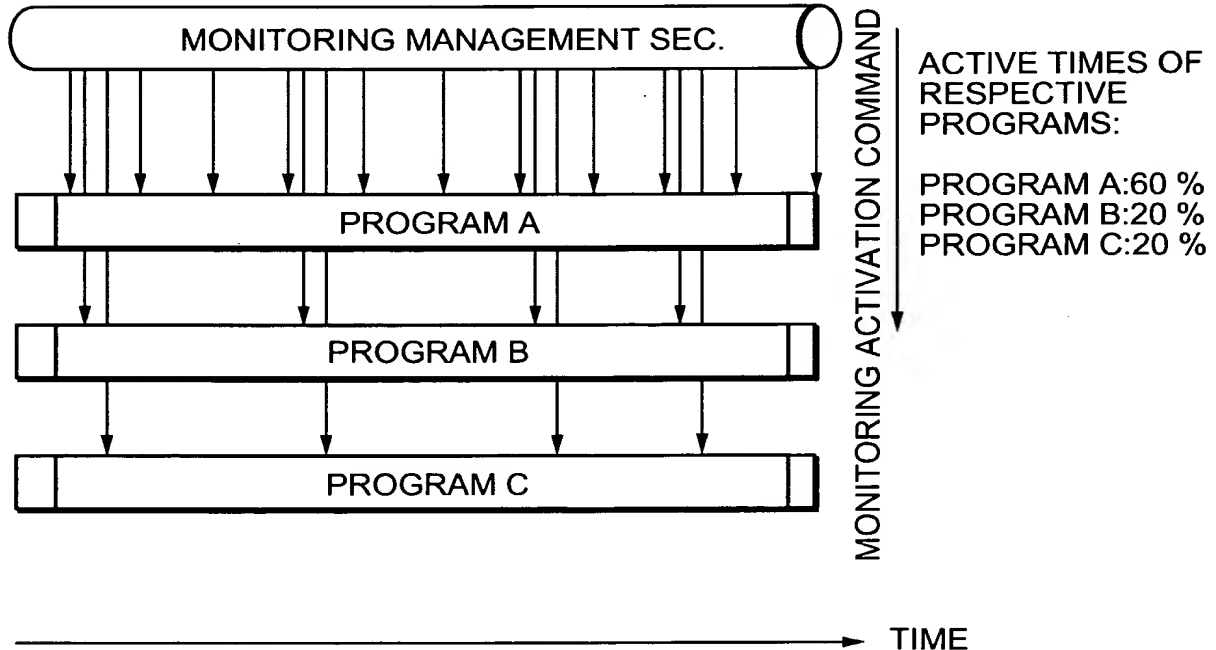 MONITORING MANAGEMENT SEC.
PROGRAM A
PROGRAM B
PROGRAM C
MONITORING ACTIVATION COMMAND
ACTIVE TIMES OF
RESPECTIVE
PROGRAMS:
PROGRAM A:60 %
PROGRAM B:20 %
PROGRAM C:20 %
TIME